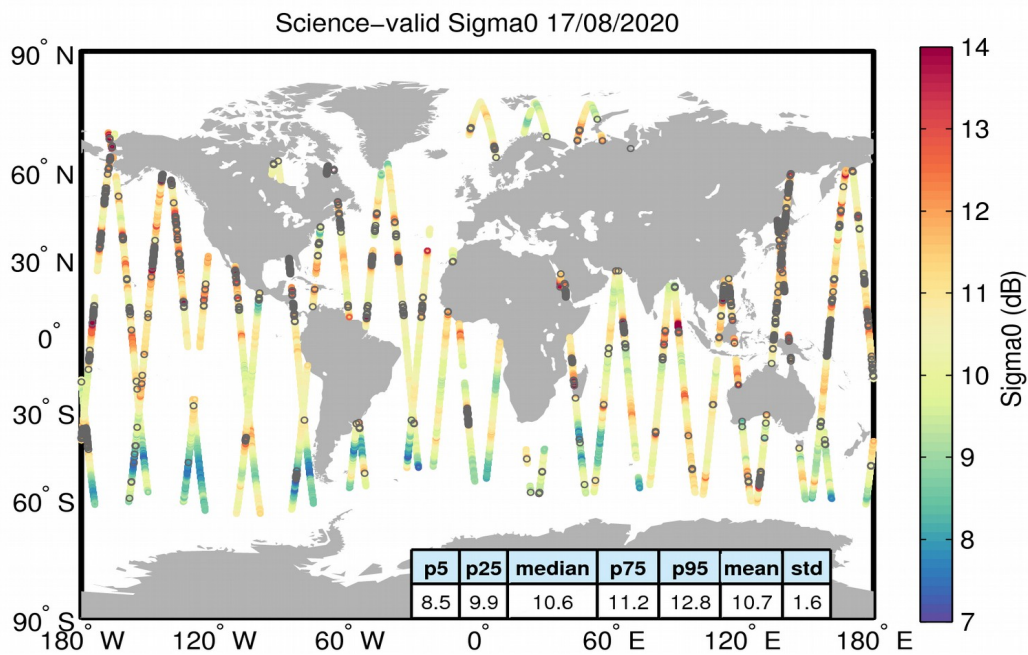 Science−valid Sigma0 17/08/2020
90° N
60° N
30° N
0°
30° S
60° S
90° S
180° W 120° W 60° W 0° 60° E 120° E 180° E
p5 p25 median p75 p95 mean std
8.5 9.9 10.6 11.2 12.8 10.7 1.6
14
13
12
11
10
9
8
7
Sigma0 (dB)